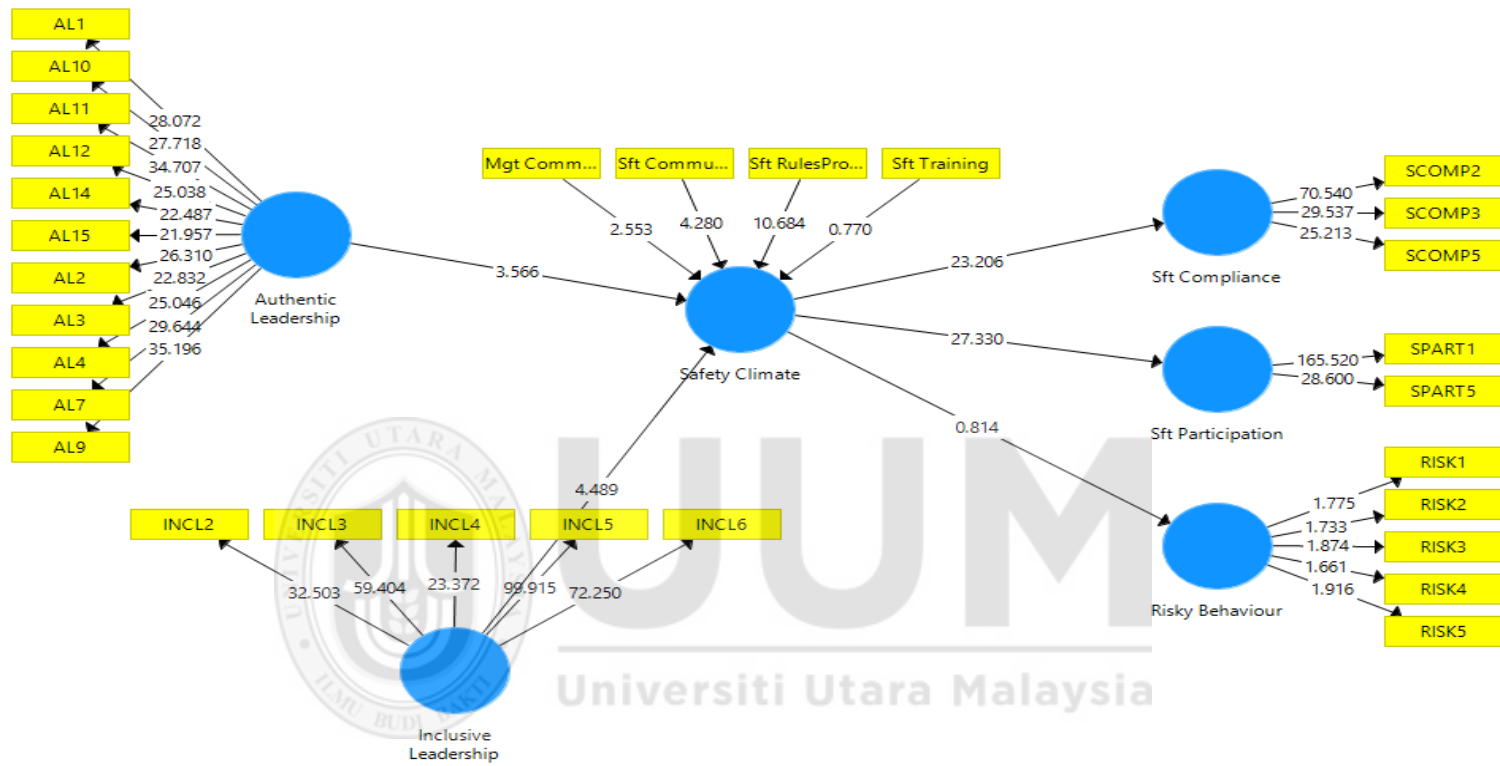 AL1
AL10
AL11
AL12
AL14
AL15
AL2
AL3
AL4
AL7
AL9
28.072
27.718
34.707
25.038
22.487
21.957
26.310
22.832
25.046
29.644
35.196
Authentic
Leadership
3.566
Mgt Comm...
Sft Commu...
Sft RulesPro...
Sft Training
2.553
4.280
10.684
0.770
Safety Climate
23.206
27.330
0.814
4.489
Sft Compliance
70.540
29.537
25.213
SCOMP2
SCOMP3
SCOMP5
Sft Participation
165.520
28.600
SPART1
SPART5
Risky Behaviour
1.775
1.733
1.874
1.661
1.916
RISK1
RISK2
RISK3
RISK4
RISK5
INCL2
INCL3
INCL4
INCL5
INCL6
32.503
59.404
23.372
99.915
72.250
Inclusive
Leadership
UNIVERSITI UTARA MALAYSIA
ILMU BUDI BAKTI
UUM
Universiti Utara Malaysia